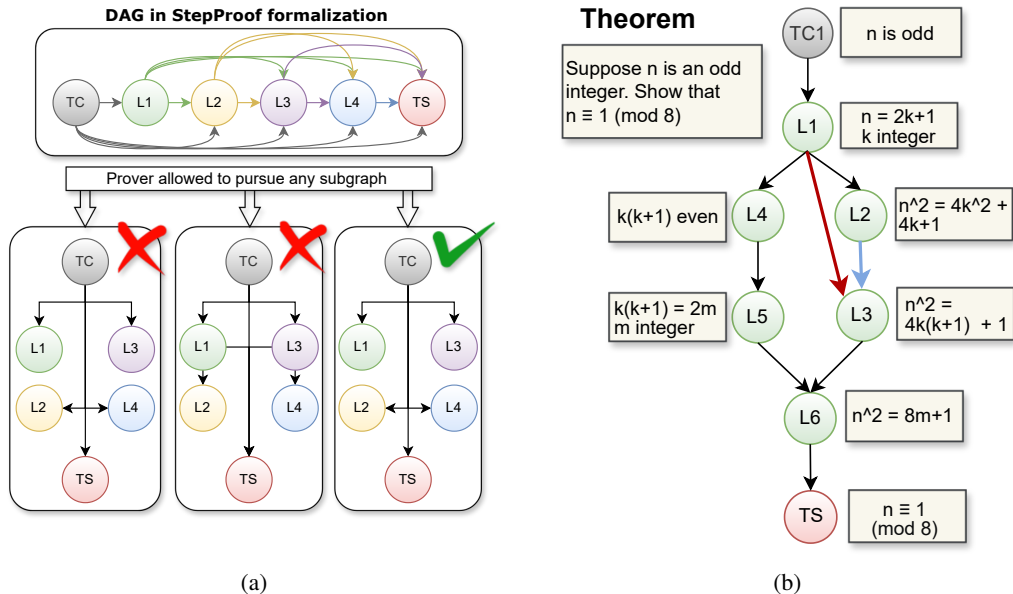 DAG in StepProof formalization
TC
L1
L2
L3
L4
TS
Prover allowed to pursue any subgraph
TC
L1
L3
L2
L4
TS
TC
L1
L3
L2
L4
TS
TC
L1
L3
L2
L4
TS
(a)
Theorem
Suppose n is an odd
integer. Show that
n ≡ 1 (mod 8)
TC1
n is odd
L1
n = 2k+1
k integer
k(k+1) even
L4
L2
n^2 = 4k^2 +
4k+1
k(k+1) = 2m
m integer
L5
L3
n^2 =
4k(k+1) + 1
L6
n^2 = 8m+1
TS
n ≡ 1
(mod 8)
(b)